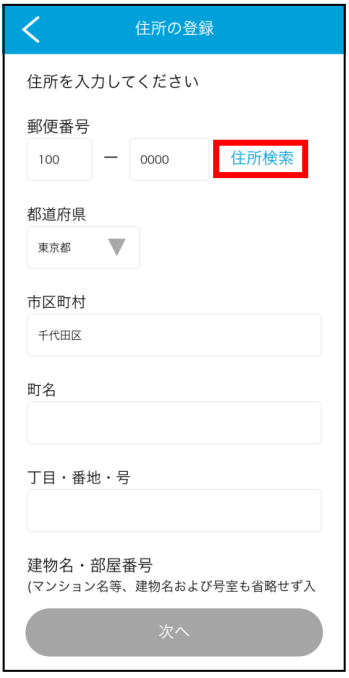 住所の登録
住所を入力してください
郵便番号
100 ー 0000 住所検索
都道府県
東京都
市区町村
千代田区
町名
丁目・番地・号
建物名・部屋番号
(マンション名等、建物名および号室も省略せず入
次へ